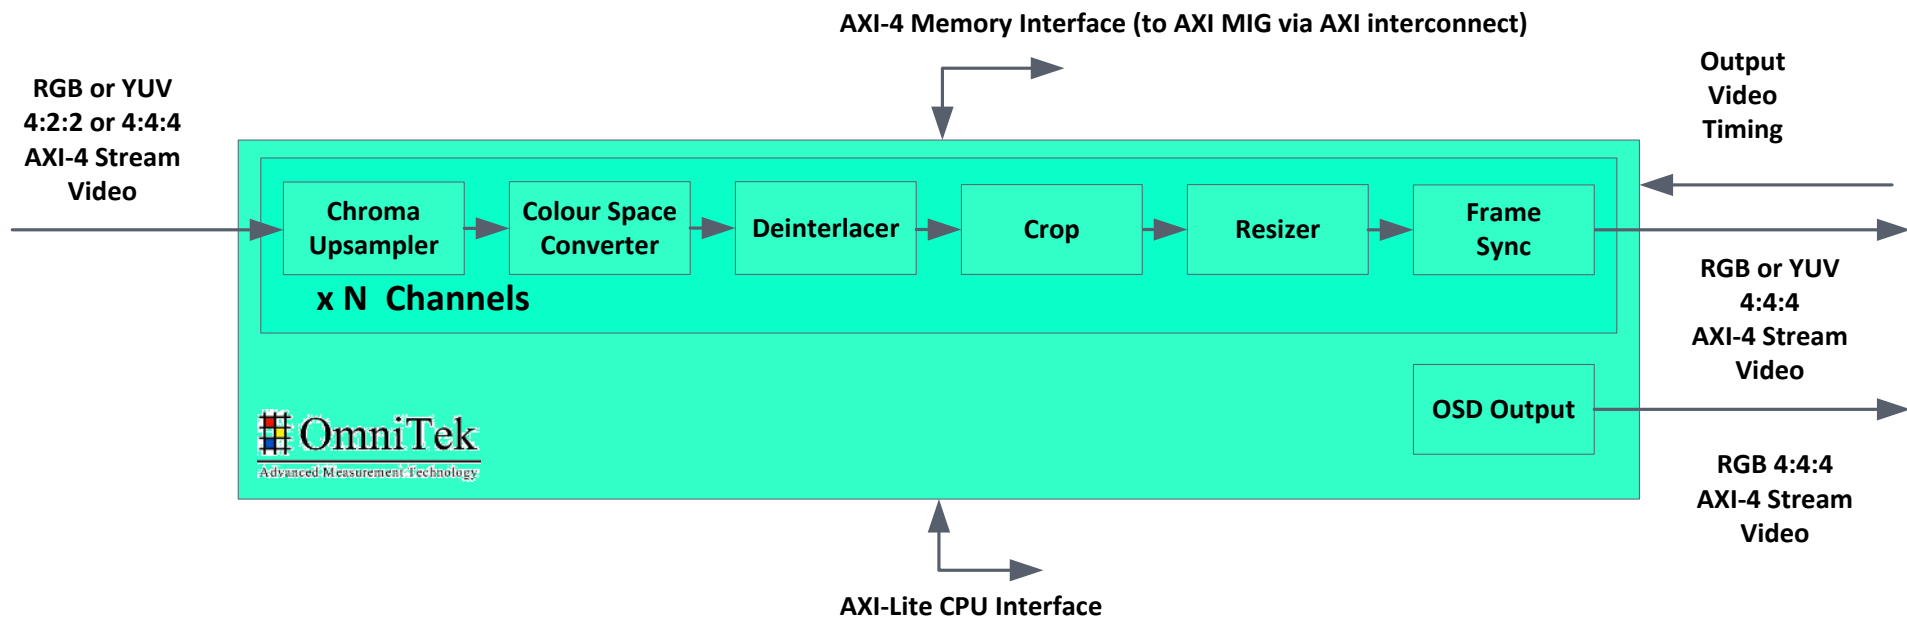 AXI-4 Memory Interface (to AXI MIG via AXI interconnect)
RGB or YUV
4:2:2 or 4:4:4
AXI-4 Stream
Video
Output
Video
Timing
Chroma
Upsampler
Colour Space
Converter
Deinterlacer
Crop
Resizer
Frame
Sync
x N Channels
RGB or YUV
4:4:4
AXI-4 Stream
Video
OSD Output
OmniTek
Advanced Measurement Technology
RGB 4:4:4
AXI-4 Stream
Video
AXI-Lite CPU Interface